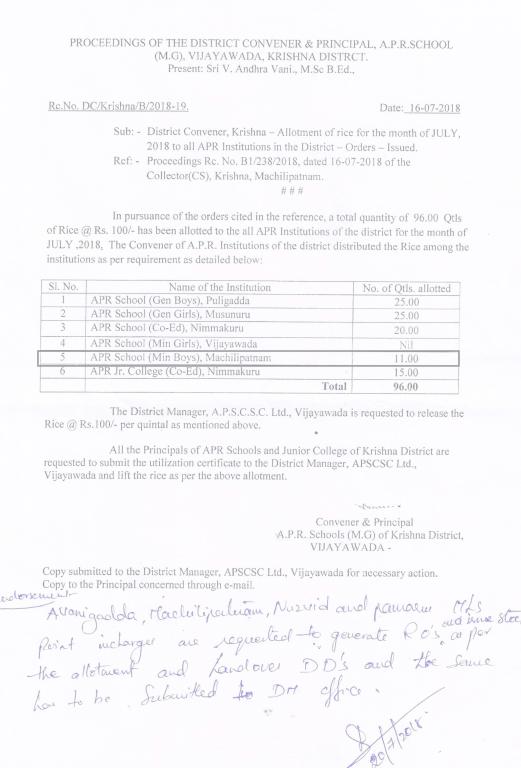 PROCEEDINGS OF THE DISTRICT CONVENER & PRINCIPAL, A.P.R.SCHOOL
(M.G), VIJAYAWADA, KRISHNA DISTRCT.
Present: Sri V. Andhra Vani., M.Sc B.Ed.,
Rc.No. DC/Krishna/B/2018-19. Date: 16-07-2018
Sub: - District Convener, Krishna – Allotment of rice for the month of JULY,
2018 to all APR Institutions in the District – Orders – Issued.
Ref: - Proceedings Rc. No. B1/238/2018, dated 16-07-2018 of the
Collector(CS), Krishna, Machilipatnam.
# # #
In pursuance of the orders cited in the reference, a total quantity of 96.00 Qtls
of Rice @ Rs. 100/- has been allotted to the all APR Institutions of the district for the month of
JULY ,2018, The Convener of A.P.R. Institutions of the district distributed the Rice among the
institutions as per requirement as detailed below:
Sl. No. Name of the Institution No. of Qtls. allotted
1 APR School (Gen Boys), Puligadda 25.00
2 APR School (Gen Girls), Musunuru 25.00
3 APR School (Co-Ed), Nimmakuru 20.00
4 APR School (Min Girls), Vijayawada Nil
5 APR School (Min Boys), Machilipatnam 11.00
6 APR Jr. College (Co-Ed), Nimmakuru 15.00
Total 96.00
The District Manager, A.P.S.C.S.C. Ltd., Vijayawada is requested to release the
Rice @ Rs.100/- per quintal as mentioned above.
All the Principals of APR Schools and Junior College of Krishna District are
requested to submit the utilization certificate to the District Manager, APSCSC Ltd.,
Vijayawada and lift the rice as per the above allotment.
Convener & Principal
A.P.R. Schools (M.G) of Krishna District,
VIJAYAWADA -
Copy submitted to the District Manager, APSCSC Ltd., Vijayawada for necessary action.
Copy to the Principal concerned through e-mail.
endorsement
Avanigadda, Machilipatnam, Nuzvid and pamarru MLS
point incharges are requested to generate RO's as per
the allotment and handover DD's and the same
has to be submitted to DM office.
20/7/2018